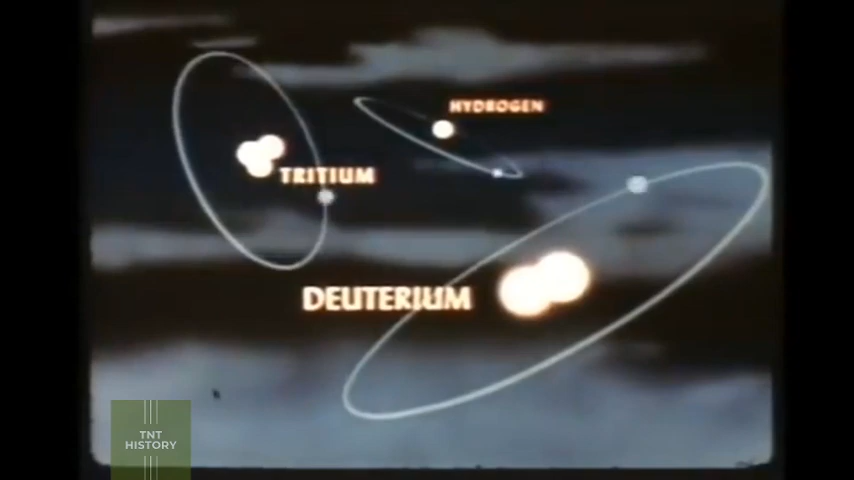 HYDROGEN
TRITIUM
DEUTERIUM
TNT
HISTORY